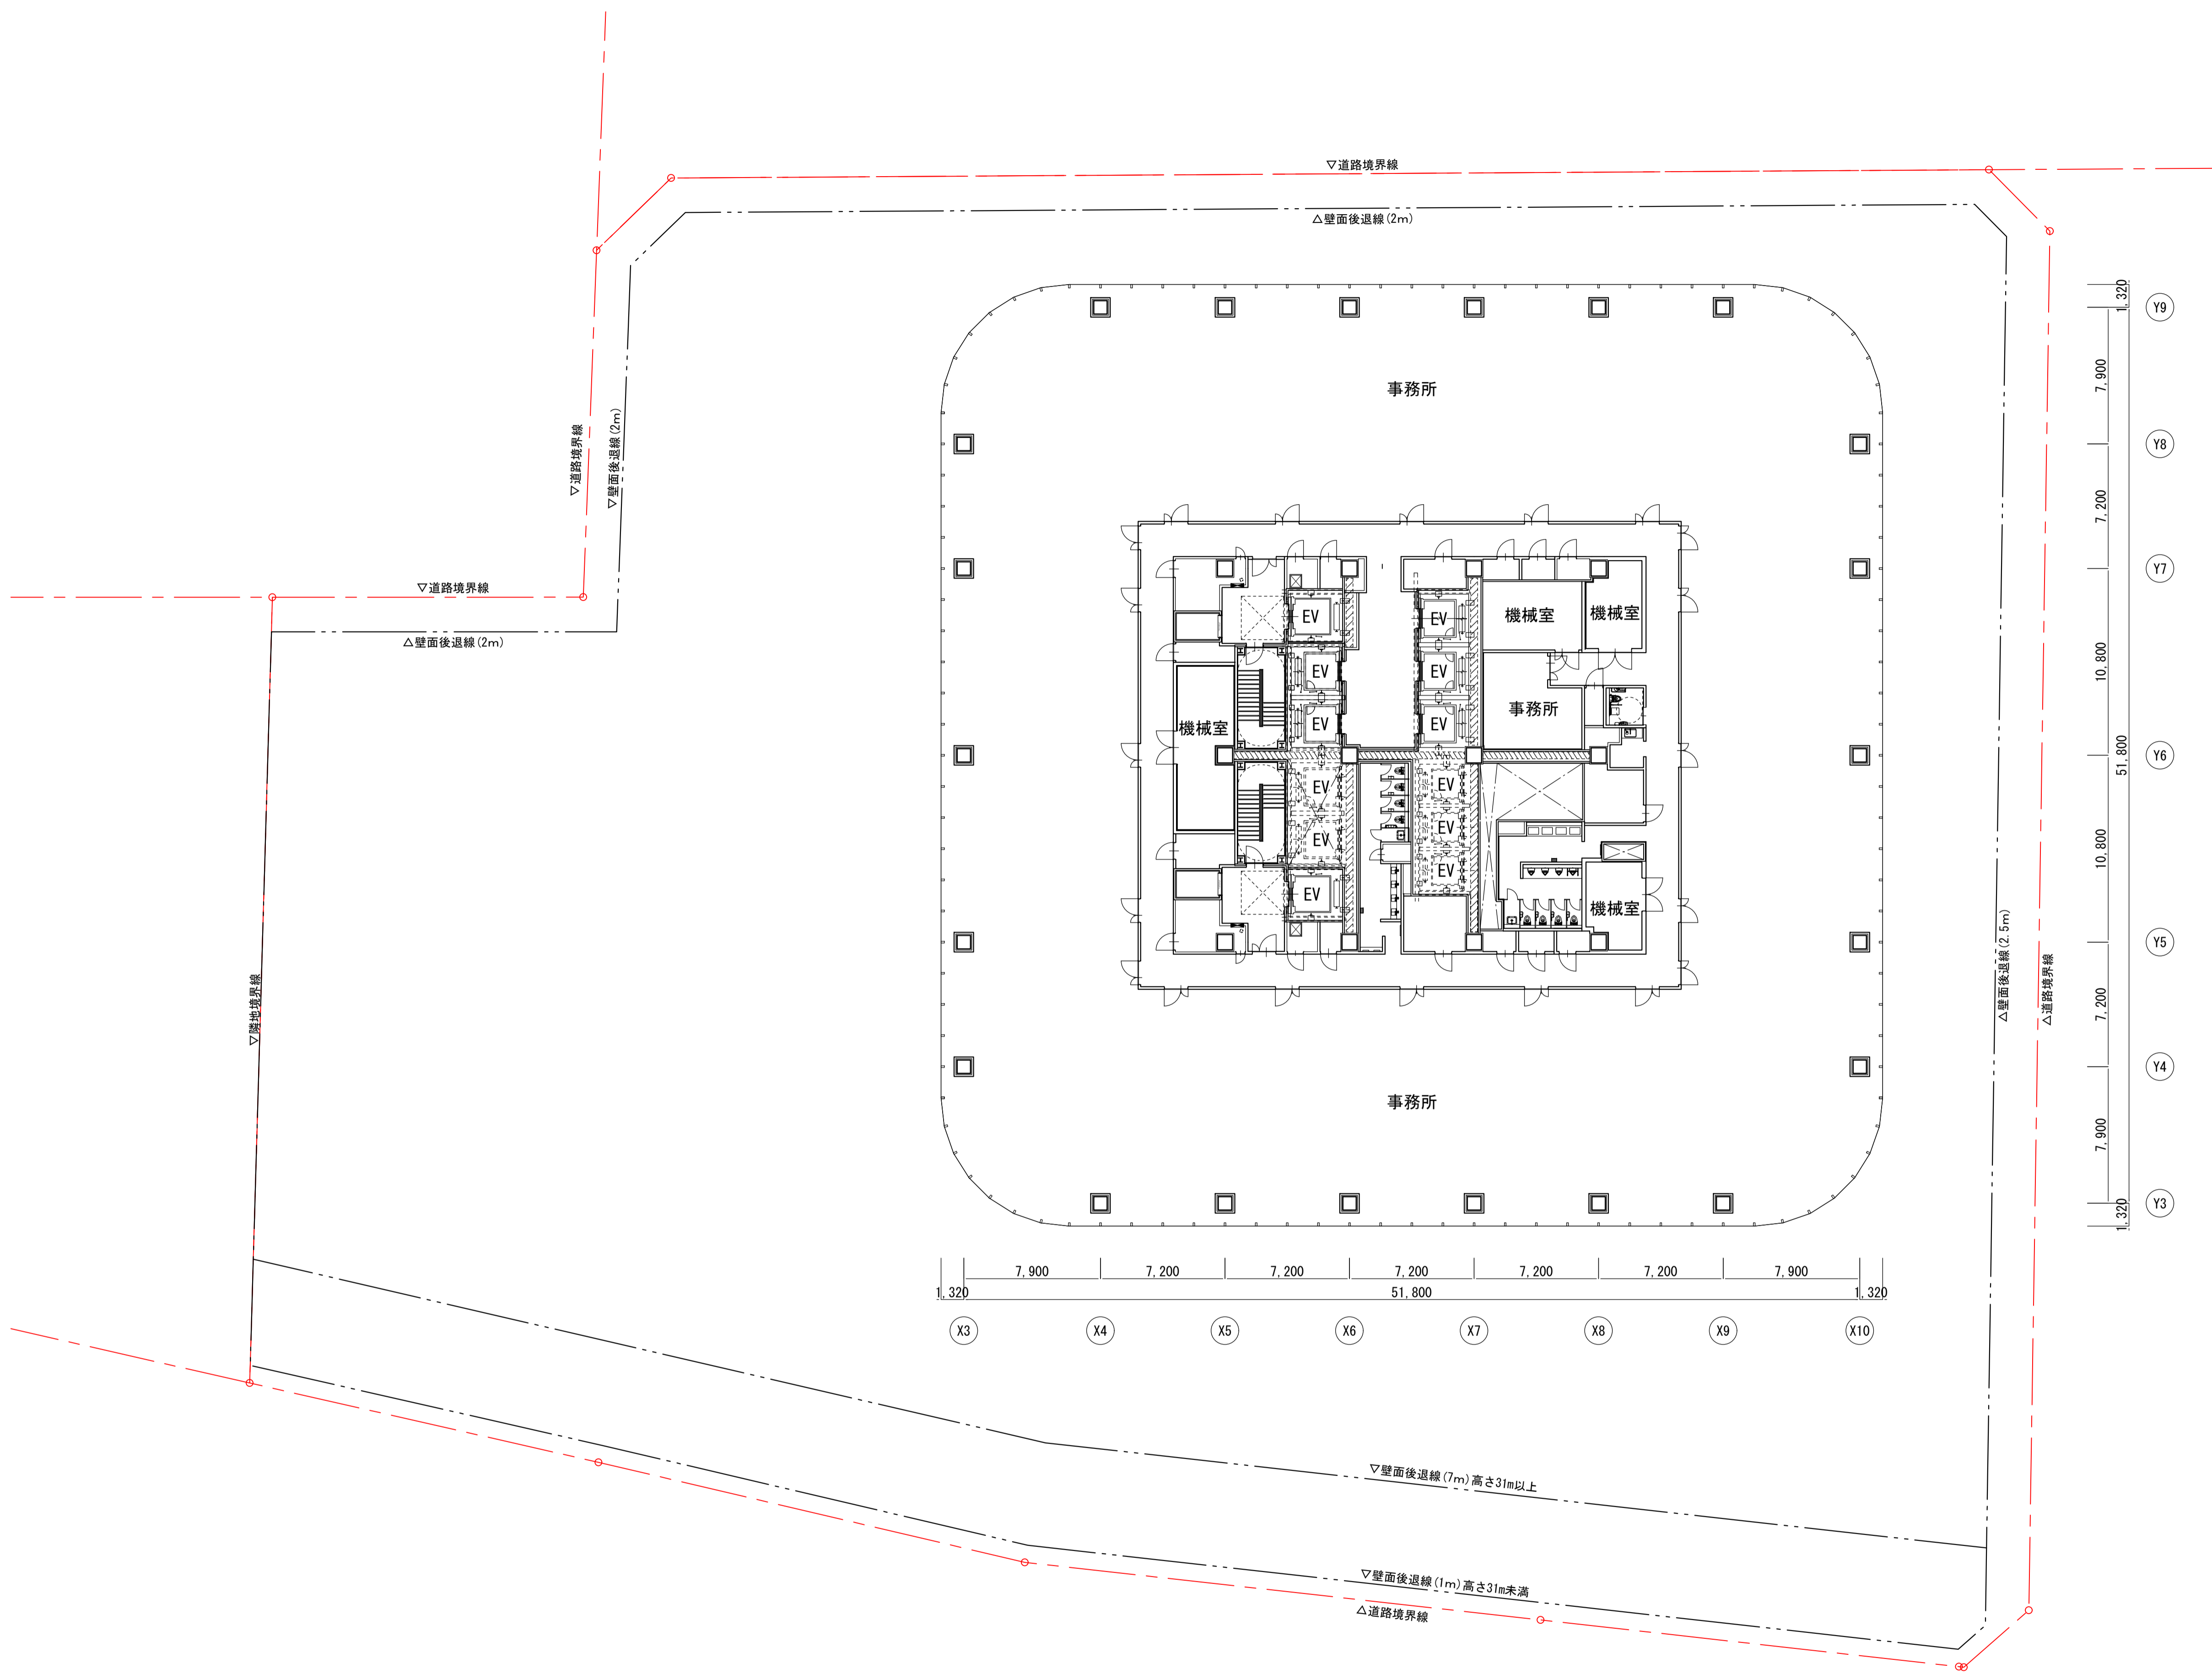 ▽道路境界線
△壁面後退線(2m)
▽道路境界線
▽壁面後退線(2m)
▽道路境界線
△壁面後退線(2m)
▽隣地境界線
事務所
EV
EV
機械室
機械室
EV
EV
機械室
EV
EV
事務所
EV
EV
EV
EV
EV
EV
EV
機械室
事務所
△壁面後退線(2.5m)
△道路境界線
1,320
Y9
7,900
Y8
7,200
Y7
10,800
51,800
Y6
10,800
Y5
7,200
Y4
7,900
1,320
Y3
7,900
7,200
7,200
7,200
7,200
7,200
7,900
1,320
51,800
1,320
X3
X4
X5
X6
X7
X8
X9
X10
▽壁面後退線(7m)高さ31m以上
▽壁面後退線(1m)高さ31m未満
△道路境界線